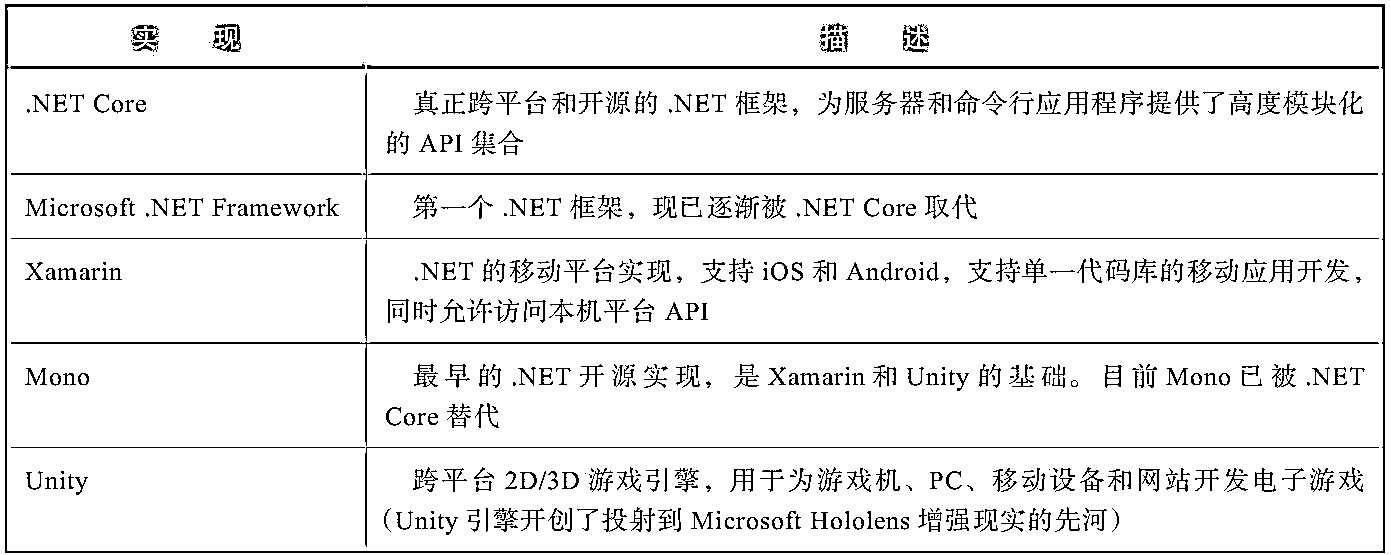 实 现 描 述
.NET Core 真正跨平台和开源的 .NET 框架，为服务器和命令行应用程序提供了高度模块化
的 API 集合
Microsoft .NET Framework 第一个 .NET 框架，现已逐渐被 .NET Core 取代
Xamarin .NET 的移动平台实现，支持 iOS 和 Android，支持单一代码库的移动应用开发，
同时允许访问本机平台 API
Mono 最早的 .NET 开源实现，是 Xamarin 和 Unity 的基础。目前 Mono 已被 .NET
Core 替代
Unity 跨平台 2D/3D 游戏引擎，用于为游戏机、PC、移动设备和网站开发电子游戏
（Unity 引擎开创了投射到 Microsoft Hololens 增强现实的先河）